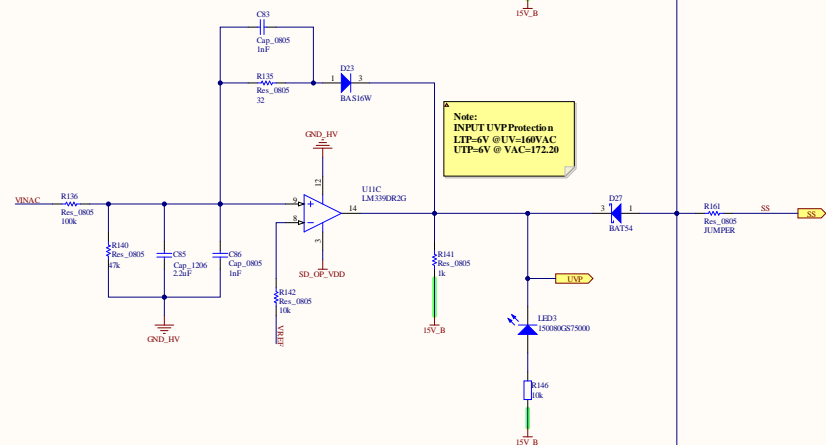 15V_B
C83
Cap_0805
1nF
R135
Res_0805
32
D23
1 3
BAS16W
Note:
INPUT UVP Protection
LTP=6V @UV=160VAC
UTP=6V @ VAC=172.20
GND_HV
12
U11C
LM339DR2G
VINAC
R136
Res_0805
100k
9
8
14
3
SD_OP_VDD
D27
3 1
BAT54
R161
Res_0805
JUMPER
SS
SS
R140
Res_0805
47k
C85
Cap_1206
2.2uF
C86
Cap_0805
1nF
GND_HV
R142
Res_0805
10k
VREF
R141
Res_0805
1k
15V_B
UVP
LED3
150080GS75000
R146
10k
15V_B